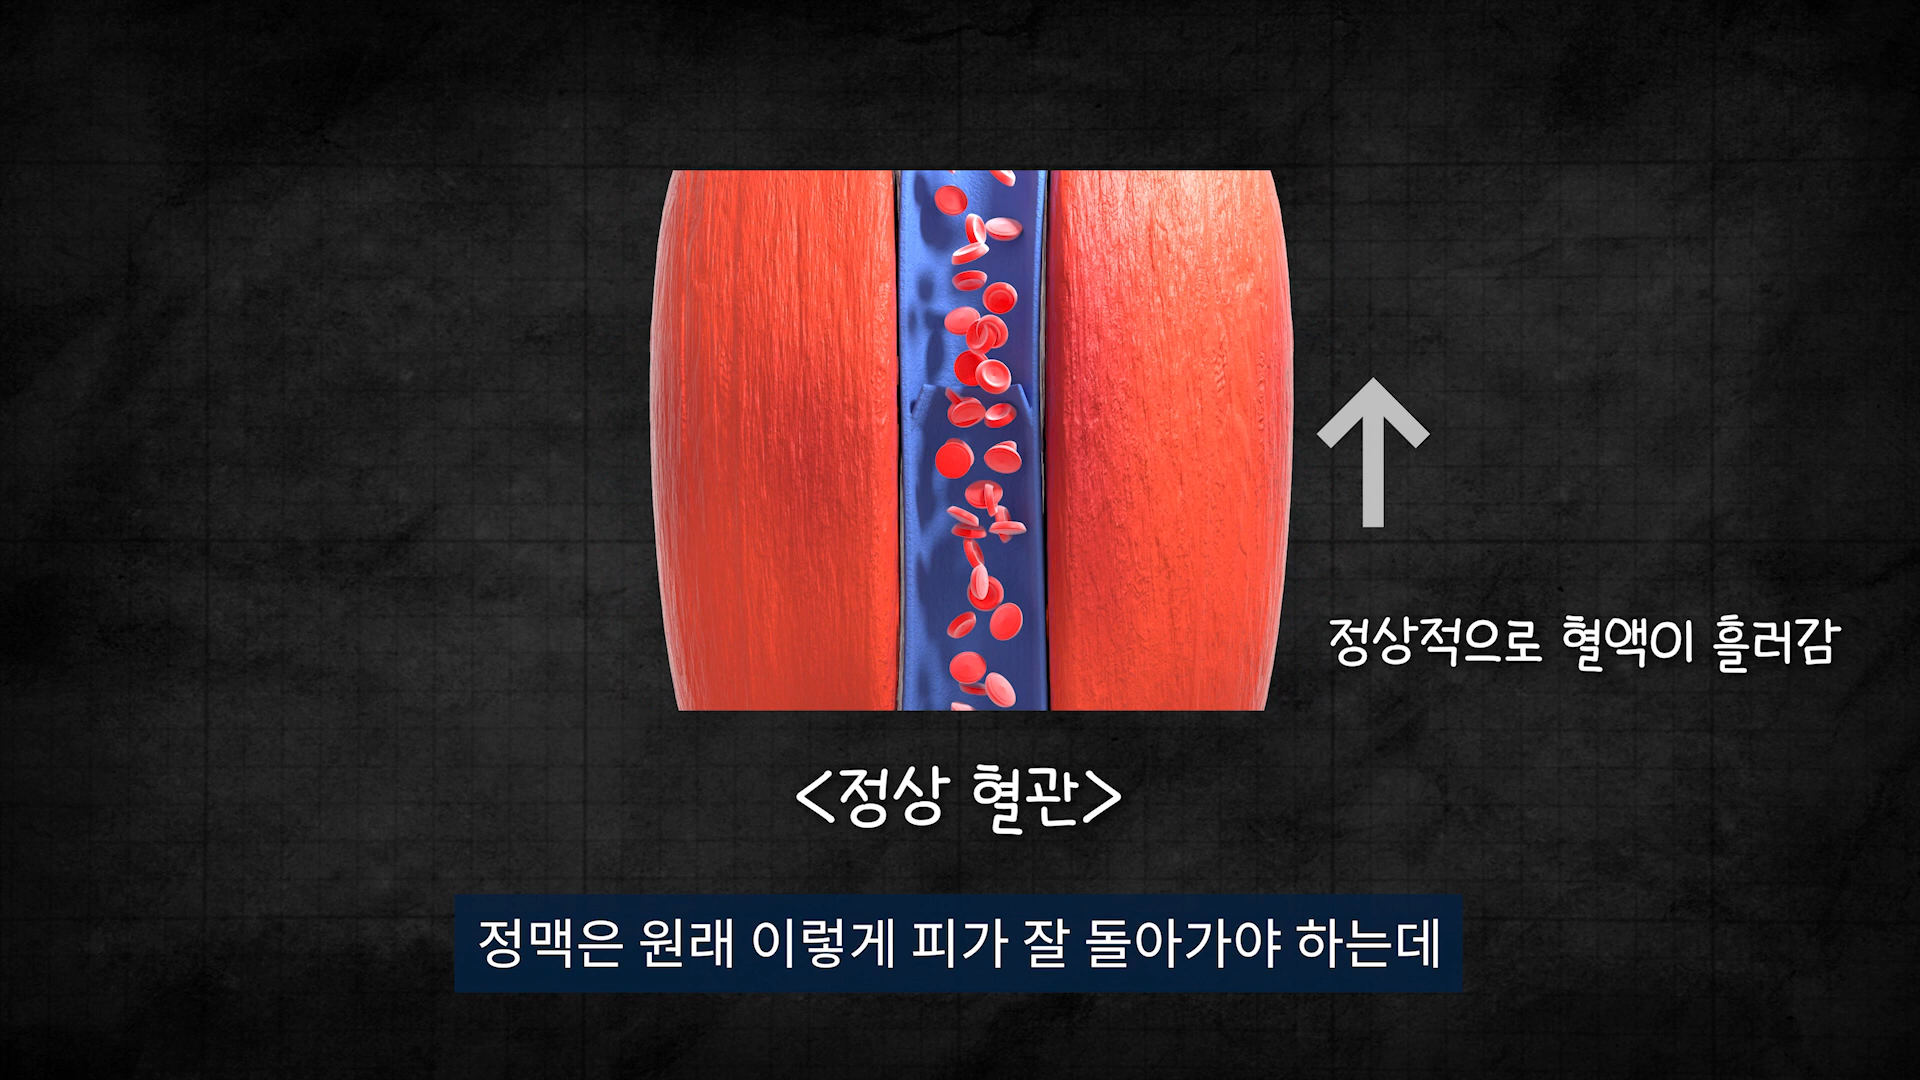 정상적으로 혈액이 흘러감
<정상 혈관>
정맥은 원래 이렇게 피가 잘 돌아가야 하는데